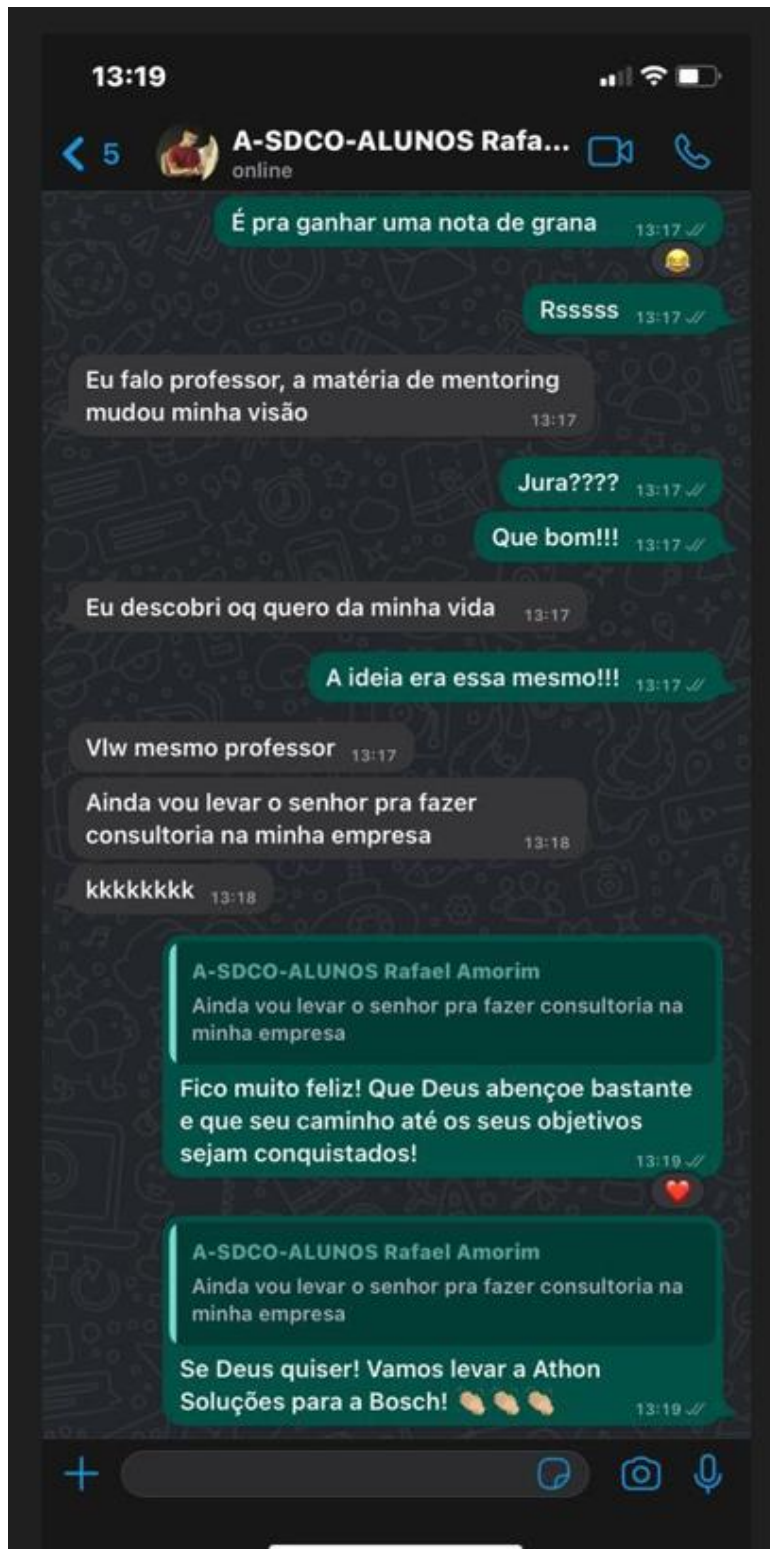 13:19
5
A-SDCO-ALUNOS Rafa...
online
É pra ganhar uma nota de grana 13:17
Rsssss 13:17
Eu falo professor, a matéria de mentoring
mudou minha visão 13:17
Jura???? 13:17
Que bom!!! 13:17
Eu descobri oq quero da minha vida 13:17
A ideia era essa mesmo!!! 13:17
Vlw mesmo professor 13:17
Ainda vou levar o senhor pra fazer
consultoria na minha empresa 13:18
kkkkkkkk 13:18
A-SDCO-ALUNOS Rafael Amorim
Ainda vou levar o senhor pra fazer consultoria na
minha empresa
Fico muito feliz! Que Deus abençoe bastante
e que seu caminho até os seus objetivos
sejam conquistados! 13:19
A-SDCO-ALUNOS Rafael Amorim
Ainda vou levar o senhor pra fazer consultoria na
minha empresa
Se Deus quiser! Vamos levar a Athon
Soluções para a Bosch! 👏🏼👏🏼👏🏼 13:19